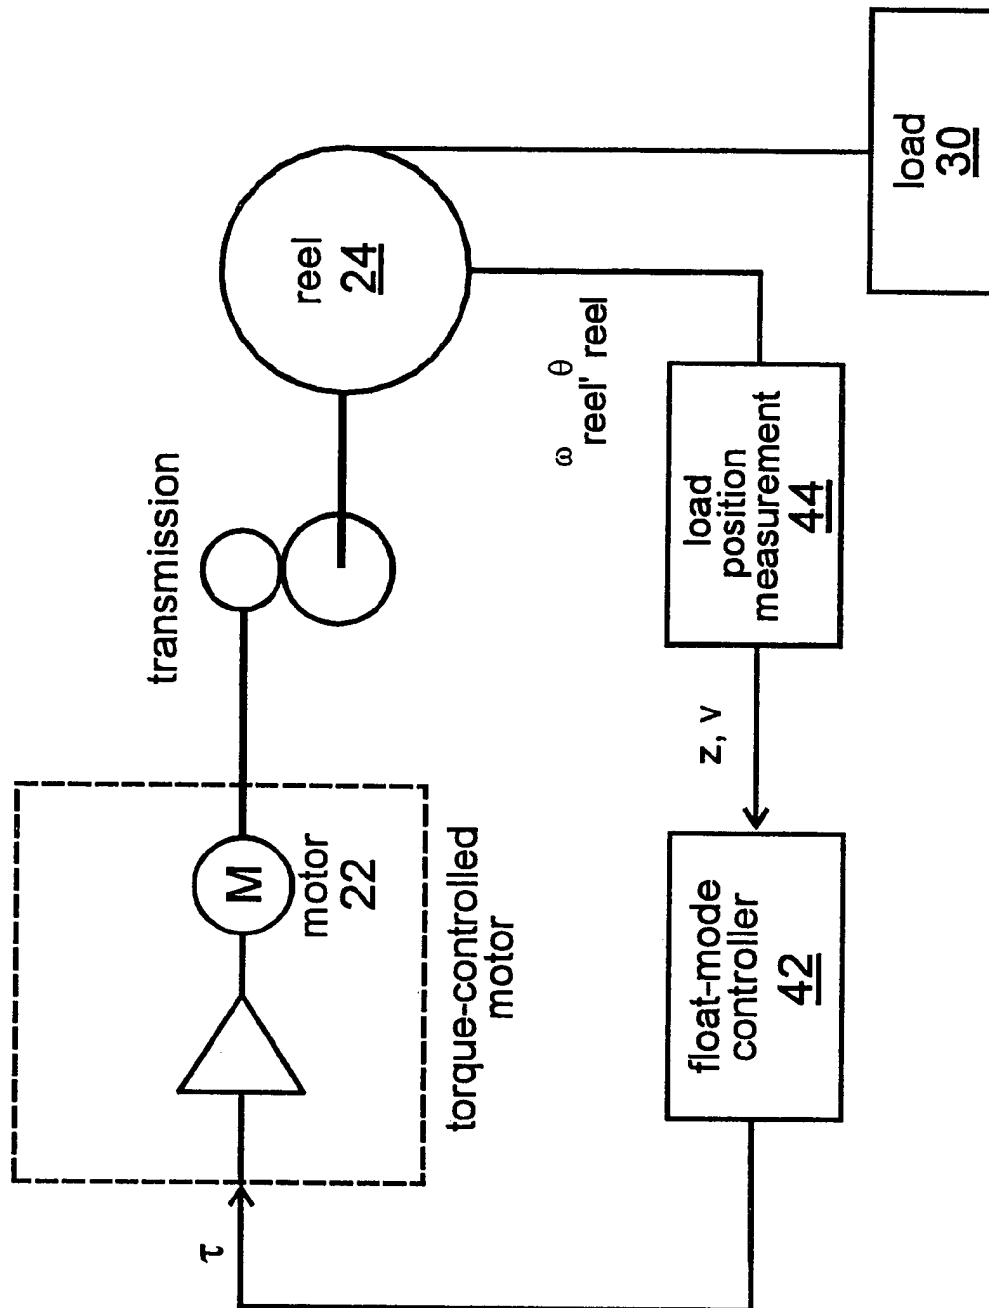 τ
M
motor
22
torque-controlled
motor
transmission
reel
24
ω reel' θ reel
load
30
load
position
measurement
44
z, v
float-mode
controller
42